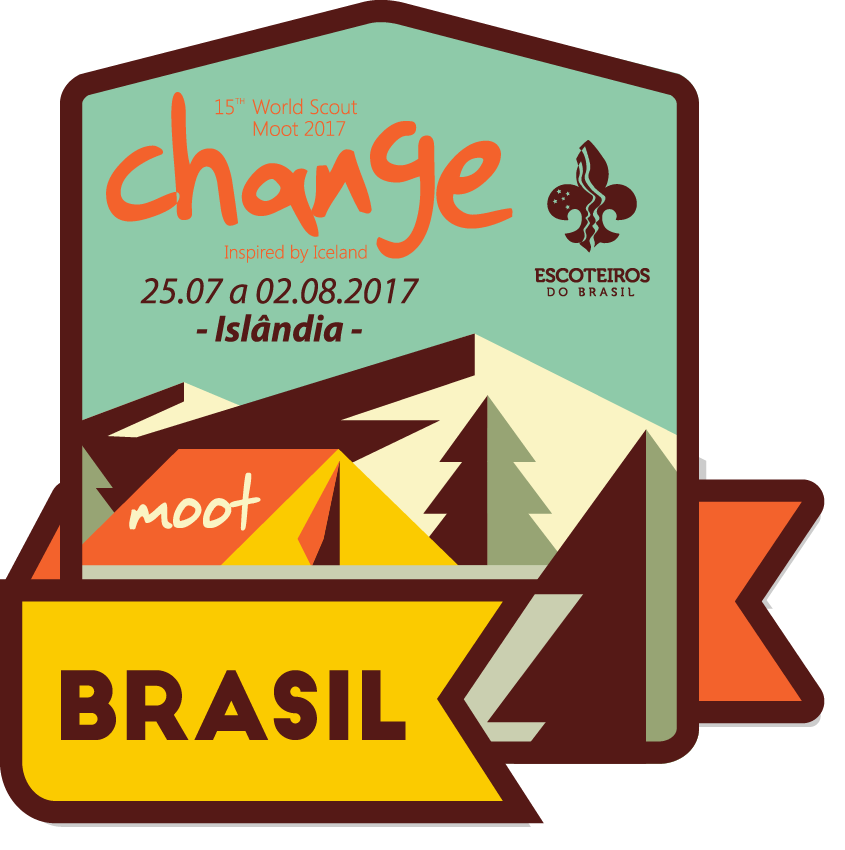 15TH World Scout
Moot 2017
change
Inspired by Iceland
25.07 a 02.08.2017
- Islândia -
ESCOTEIROS
DO BRASIL
moot
BRASIL